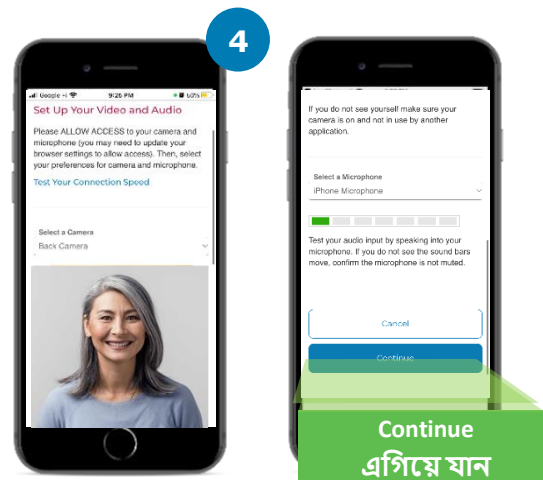 4
Google
9:26 PM
60%
Set Up Your Video and Audio
Please ALLOW ACCESS to your camera and
microphone (you may need to update your
browser settings to allow access). Then, select
your preferences for camera and microphone.
Test Your Connection Speed
Select a Camera
Back Camera
If you do not see yourself make sure your
camera is on and not in use by another
application.
Select a Microphone
iPhone Microphone
Test your audio input by speaking into your
microphone. If you do not see the sound bars
move, confirm the microphone is not muted.
Cancel
Continue
Continue
এগিয়ে যান